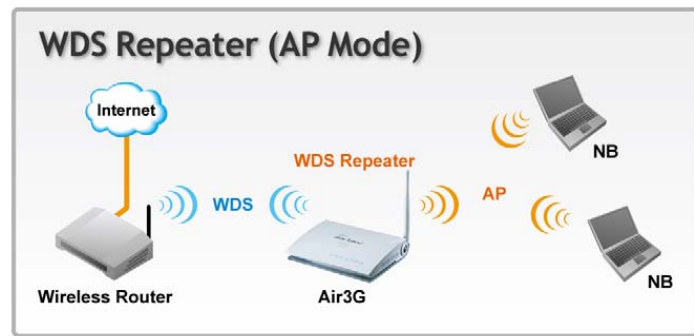 WDS Repeater (AP Mode)
Internet
WDS Repeater
NB
WDS
AP
Wireless Router
Air3G
NB